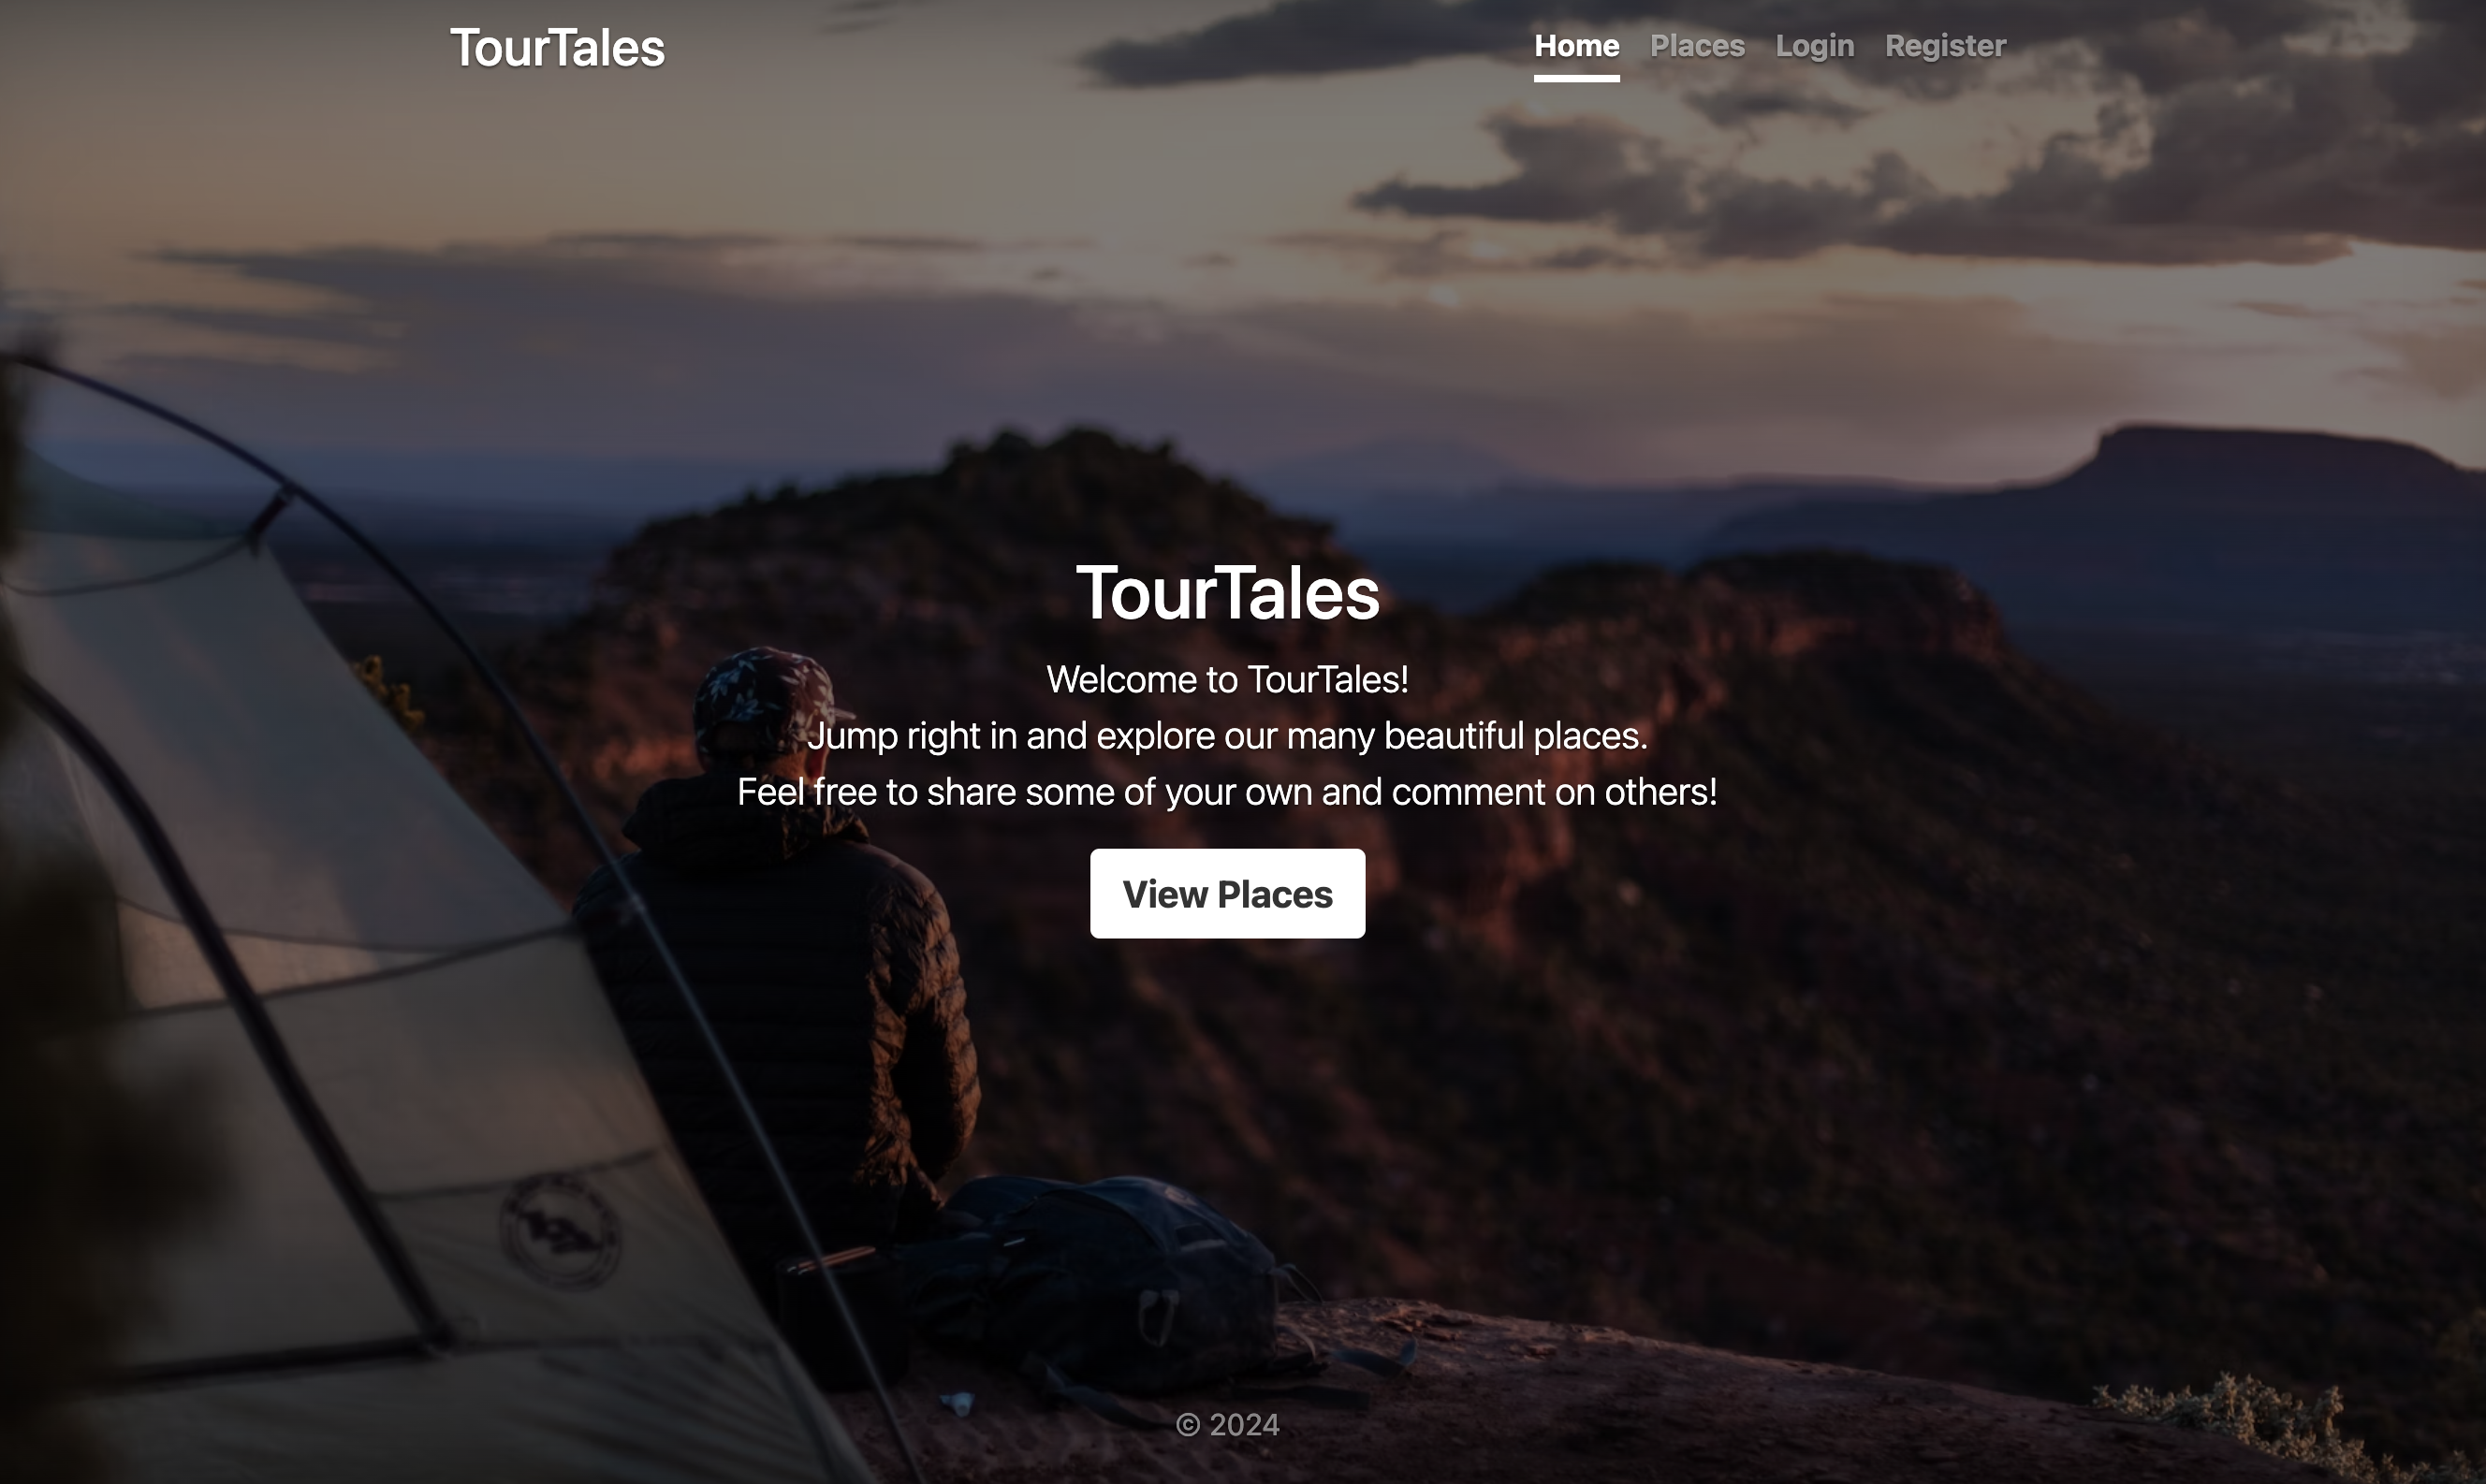 TourTales
Home Places Login Register
TourTales
Welcome to TourTales!
Jump right in and explore our many beautiful places.
Feel free to share some of your own and comment on others!
View Places
© 2024